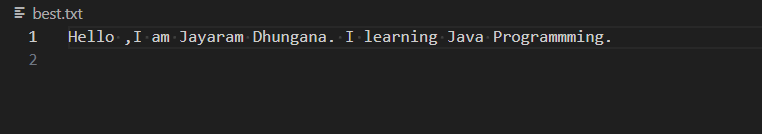 best.txt
1 Hello ,I am Jayaram Dhungana. I learning Java Programmming.
2